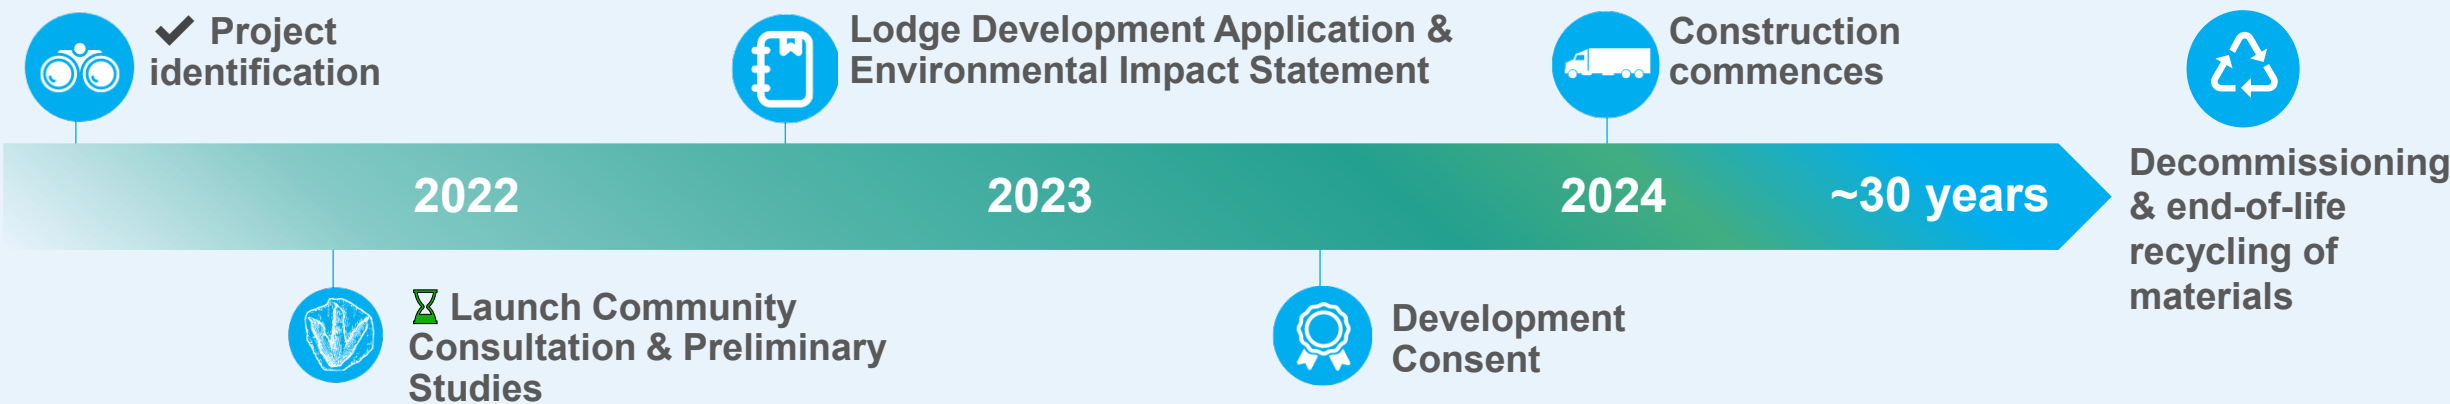 ✔ Project
identification
Lodge Development Application &
Environmental Impact Statement
Construction
commences
2022
2023
2024
~30 years
Decommissioning
& end-of-life
recycling of
materials
⌛ Launch Community
Consultation & Preliminary
Studies
Development
Consent